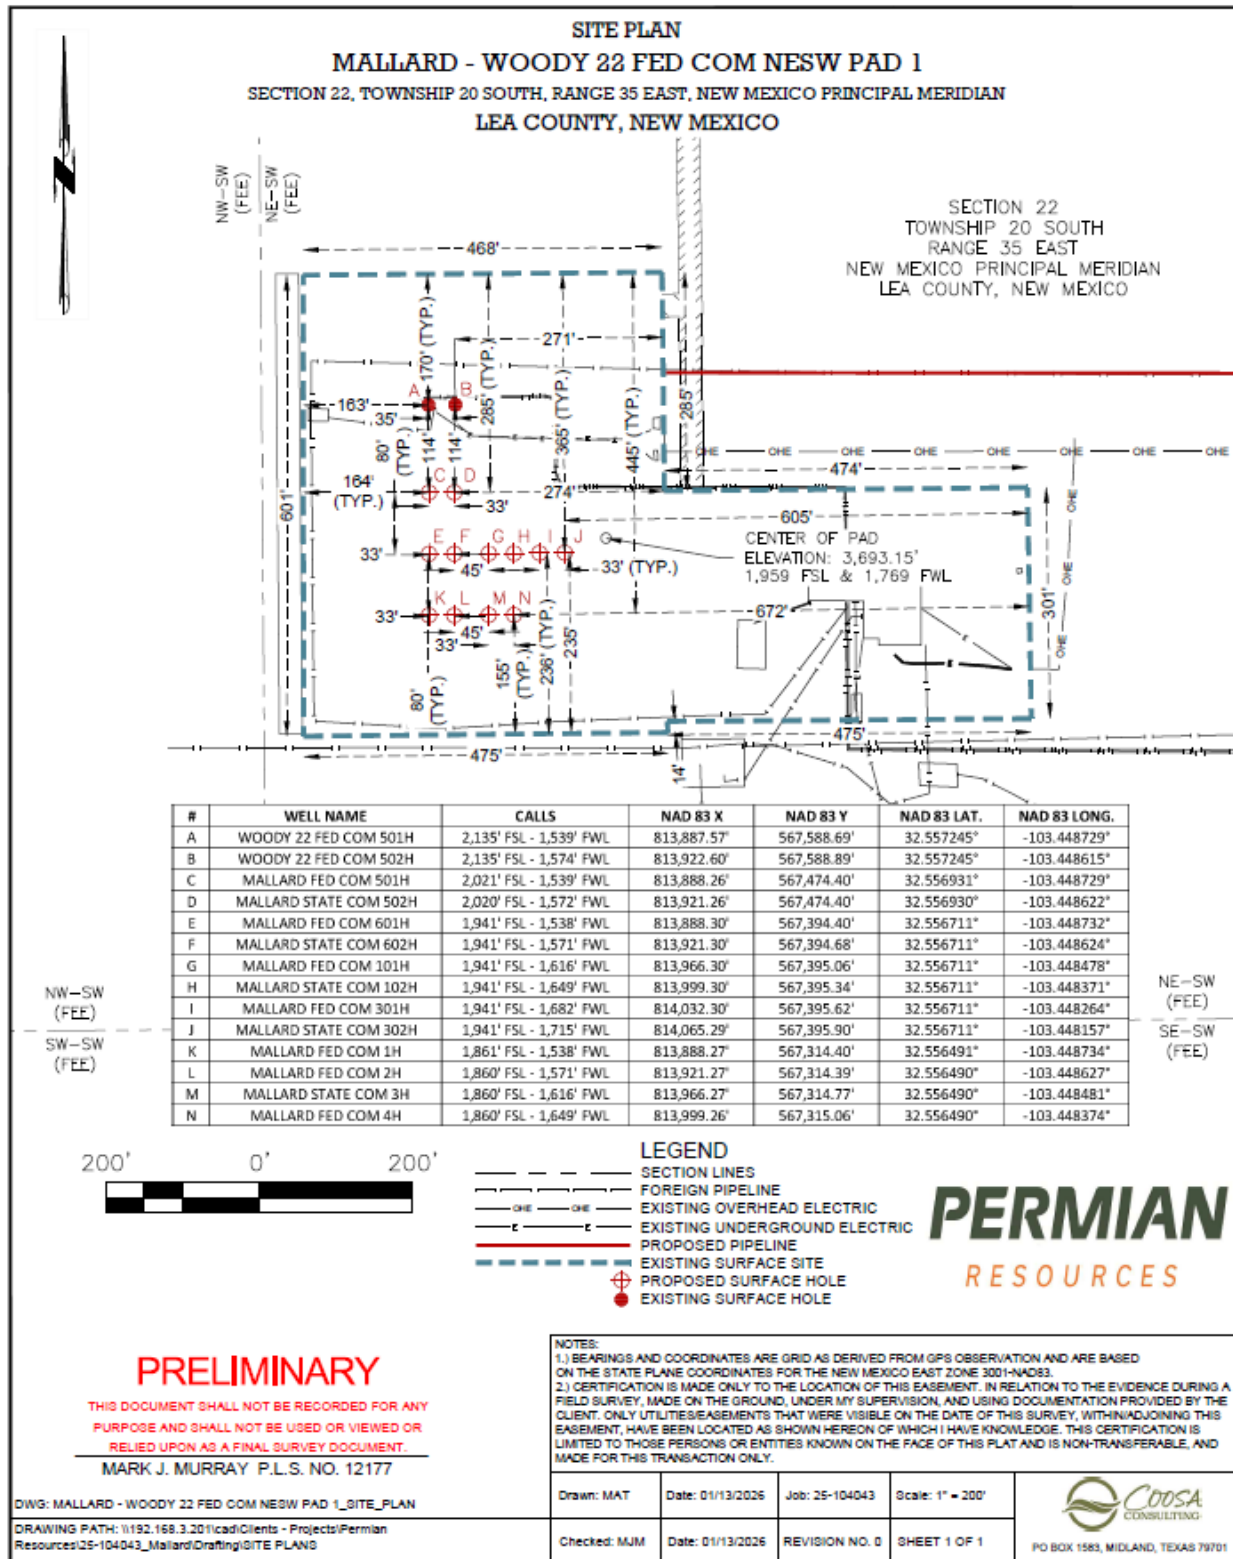 SITE PLAN
MALLARD - WOODY 22 FED COM NESW PAD 1
SECTION 22, TOWNSHIP 20 SOUTH, RANGE 35 EAST, NEW MEXICO PRINCIPAL MERIDIAN
LEA COUNTY, NEW MEXICO
N
NW-SW
(FEE)
NE-SW
(FEE)
SECTION 22
TOWNSHIP 20 SOUTH
RANGE 35 EAST
NEW MEXICO PRINCIPAL MERIDIAN
LEA COUNTY, NEW MEXICO
468'
170' (TYP.)
271'
285' (TYP.)
365' (TYP.)
445' (TYP.)
285'
A B
163'
35'
80'
(TYP.)
114'
114'
OHE OHE OHE OHE OHE OHE OHE
474'
164'
(TYP.)
C D
274'
33'
601'
605'
E F G H I J
33'
45'
33' (TYP.)
CENTER OF PAD
ELEVATION: 3,693.15'
1,959 FSL & 1,769 FWL
OHE
OHE
OHE
301'
K L M N
33'
45'
33'
672'
80'
(TYP.)
155'
(TYP.)
236' (TYP.)
235'
E
475'
475'
14'
# WELL NAME CALLS NAD 83 X NAD 83 Y NAD 83 LAT. NAD 83 LONG.
A WOODY 22 FED COM 501H 2,135' FSL - 1,539' FWL 813,887.57' 567,588.69' 32.557245° -103.448729°
B WOODY 22 FED COM 502H 2,135' FSL - 1,574' FWL 813,922.60' 567,588.89' 32.557245° -103.448615°
C MALLARD FED COM 501H 2,021' FSL - 1,539' FWL 813,888.26' 567,474.40' 32.556931° -103.448729°
D MALLARD STATE COM 502H 2,020' FSL - 1,572' FWL 813,921.26' 567,474.40' 32.556930° -103.448622°
E MALLARD FED COM 601H 1,941' FSL - 1,538' FWL 813,888.30' 567,394.40' 32.556711° -103.448732°
F MALLARD STATE COM 602H 1,941' FSL - 1,571' FWL 813,921.30' 567,394.68' 32.556711° -103.448624°
G MALLARD FED COM 101H 1,941' FSL - 1,616' FWL 813,966.30' 567,395.06' 32.556711° -103.448478°
H MALLARD STATE COM 102H 1,941' FSL - 1,649' FWL 813,999.30' 567,395.34' 32.556711° -103.448371°
I MALLARD FED COM 301H 1,941' FSL - 1,682' FWL 814,032.30' 567,395.62' 32.556711° -103.448264°
J MALLARD STATE COM 302H 1,941' FSL - 1,715' FWL 814,065.29' 567,395.90' 32.556711° -103.448157°
K MALLARD FED COM 1H 1,861' FSL - 1,538' FWL 813,888.27' 567,314.40' 32.556491° -103.448734°
L MALLARD FED COM 2H 1,860' FSL - 1,571' FWL 813,921.27' 567,314.39' 32.556490° -103.448627°
M MALLARD STATE COM 3H 1,860' FSL - 1,616' FWL 813,966.27' 567,314.77' 32.556490° -103.448481°
N MALLARD FED COM 4H 1,860' FSL - 1,649' FWL 813,999.26' 567,315.06' 32.556490° -103.448374°
NW-SW
(FEE)
SW-SW
(FEE)
NE-SW
(FEE)
SE-SW
(FEE)
200' 0' 200'
LEGEND
SECTION LINES
FOREIGN PIPELINE
OHE OHE EXISTING OVERHEAD ELECTRIC
E E EXISTING UNDERGROUND ELECTRIC
PROPOSED PIPELINE
EXISTING SURFACE SITE
PROPOSED SURFACE HOLE
EXISTING SURFACE HOLE
PERMIAN
RESOURCES
PRELIMINARY
THIS DOCUMENT SHALL NOT BE RECORDED FOR ANY
PURPOSE AND SHALL NOT BE USED OR VIEWED OR
RELIED UPON AS A FINAL SURVEY DOCUMENT.
MARK J. MURRAY P.L.S. NO. 12177
DWG: MALLARD - WOODY 22 FED COM NESW PAD 1_SITE_PLAN
DRAWING PATH: \\192.168.3.201\cad\Clients - Projects\Permian
Resources\25-104043_Mallard\Drafting\SITE PLANS
NOTES:
1.) BEARINGS AND COORDINATES ARE GRID AS DERIVED FROM GPS OBSERVATION AND ARE BASED
ON THE STATE PLANE COORDINATES FOR THE NEW MEXICO EAST ZONE 3001-NAD83.
2.) CERTIFICATION IS MADE ONLY TO THE LOCATION OF THIS EASEMENT. IN RELATION TO THE EVIDENCE DURING A
FIELD SURVEY, MADE ON THE GROUND, UNDER MY SUPERVISION, AND USING DOCUMENTATION PROVIDED BY THE
CLIENT. ONLY UTILITIES/EASEMENTS THAT WERE VISIBLE ON THE DATE OF THIS SURVEY, WITHIN/ADJOINING THIS
EASEMENT, HAVE BEEN LOCATED AS SHOWN HEREON OF WHICH I HAVE KNOWLEDGE. THIS CERTIFICATION IS
LIMITED TO THOSE PERSONS OR ENTITIES KNOWN ON THE FACE OF THIS PLAT AND IS NON-TRANSFERABLE, AND
MADE FOR THIS TRANSACTION ONLY.
Drawn: MAT Date: 01/13/2026 Job: 25-104043 Scale: 1" = 200'
Checked: MJM Date: 01/13/2026 REVISION NO. 0 SHEET 1 OF 1
COOSA
CONSULTING
PO BOX 1583, MIDLAND, TEXAS 79701